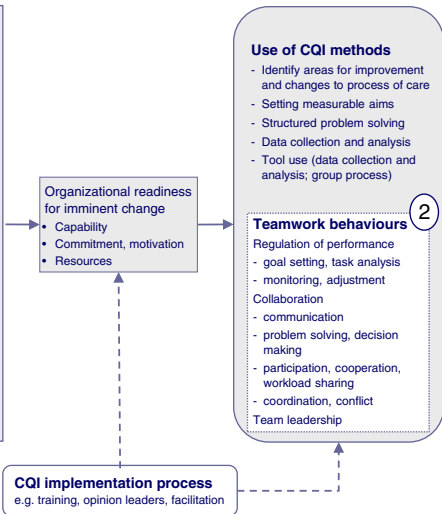 Use of CQI methods
- Identify areas for improvement
and changes to process of care
- Setting measurable aims
- Structured problem solving
- Data collection and analysis
- Tool use (data collection and
analysis; group process)
2
Teamwork behaviours
Regulation of performance
- goal setting, task analysis
- monitoring, adjustment
Collaboration
- communication
- problem solving, decision
making
- participation, cooperation,
workload sharing
- coordination, conflict
Team leadership
Organizational readiness
for imminent change
• Capability
• Commitment, motivation
• Resources
CQI implementation process
e.g. training, opinion leaders, facilitation